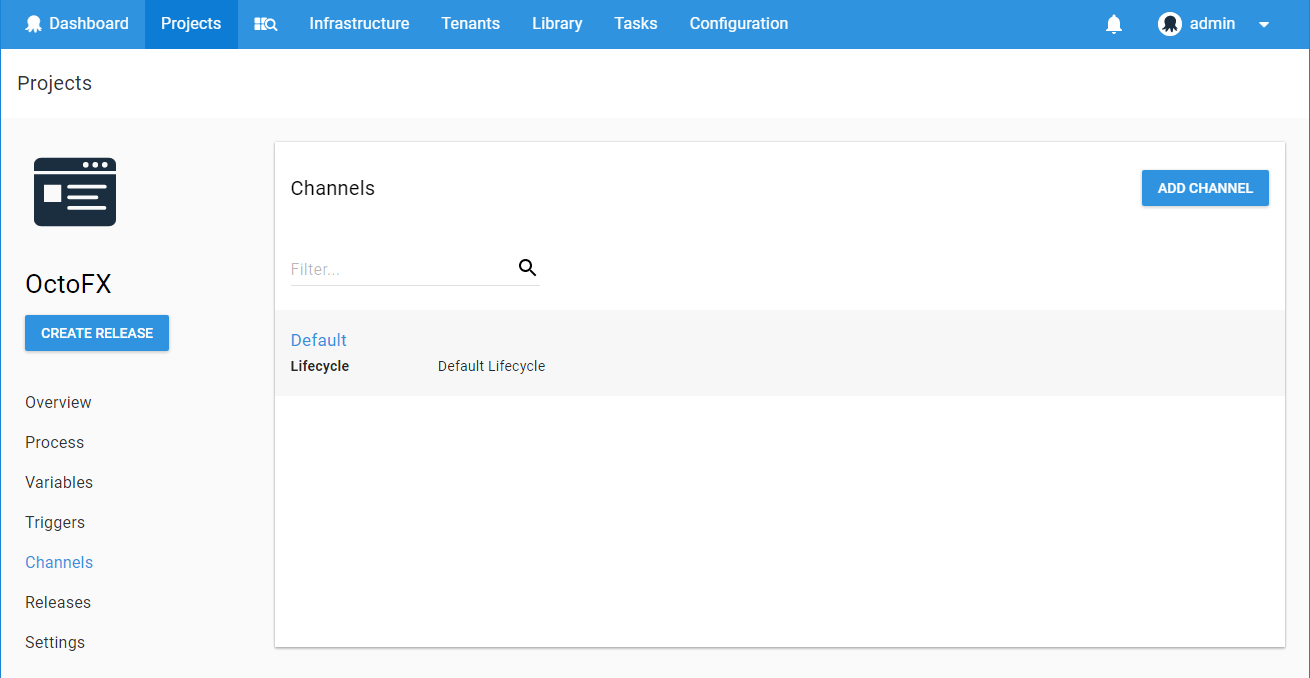 Dashboard Projects Infrastructure Tenants Library Tasks Configuration admin
Projects
Channels
ADD CHANNEL
Filter...
Default
Lifecycle Default Lifecycle
OctoFX
CREATE RELEASE
Overview
Process
Variables
Triggers
Channels
Releases
Settings